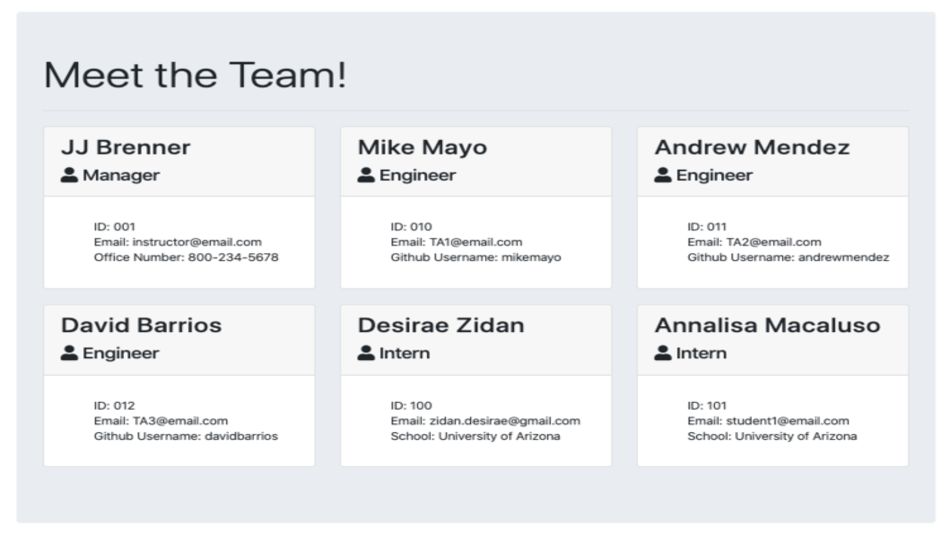 Meet the Team!
JJ Brenner
Manager
ID: 001
Email: instructor@email.com
Office Number: 800-234-5678
Mike Mayo
Engineer
ID: 010
Email: TA1@email.com
Github Username: mikemayo
Andrew Mendez
Engineer
ID: 011
Email: TA2@email.com
Github Username: andrewmendez
David Barrios
Engineer
ID: 012
Email: TA3@email.com
Github Username: davidbarrios
Desirae Zidan
Intern
ID: 100
Email: zidan.desirae@gmail.com
School: University of Arizona
Annalisa Macaluso
Intern
ID: 101
Email: student1@email.com
School: University of Arizona